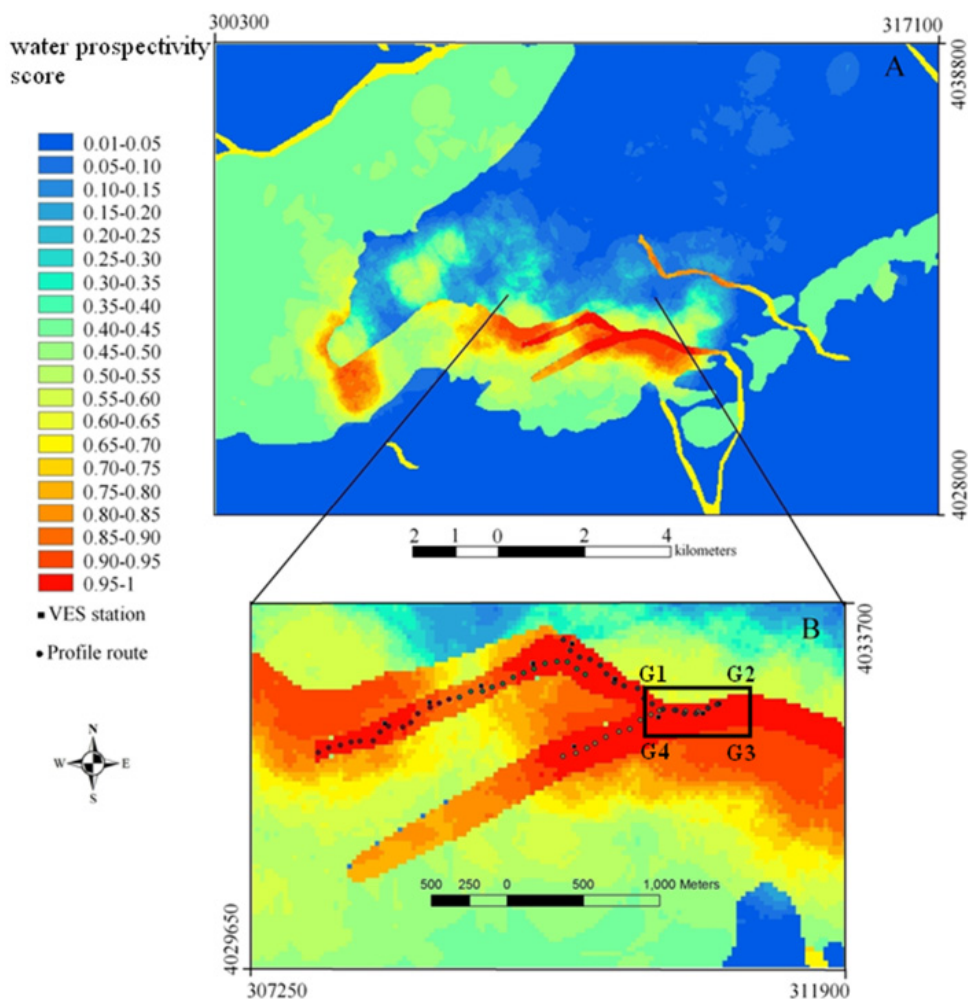 300300
317100
water prospectivity
score
A
4038800
0.01-0.05
0.05-0.10
0.10-0.15
0.15-0.20
0.20-0.25
0.25-0.30
0.30-0.35
0.35-0.40
0.40-0.45
0.45-0.50
0.50-0.55
0.55-0.60
0.60-0.65
0.65-0.70
0.70-0.75
0.75-0.80
0.80-0.85
0.85-0.90
0.90-0.95
0.95-1
VES station
Profile route
4028000
2 1 0 2 4
kilometers
B
4033700
G1 G2
G4 G3
N
W E
S
500 250 0 500 1,000 Meters
4029650
307250
311900